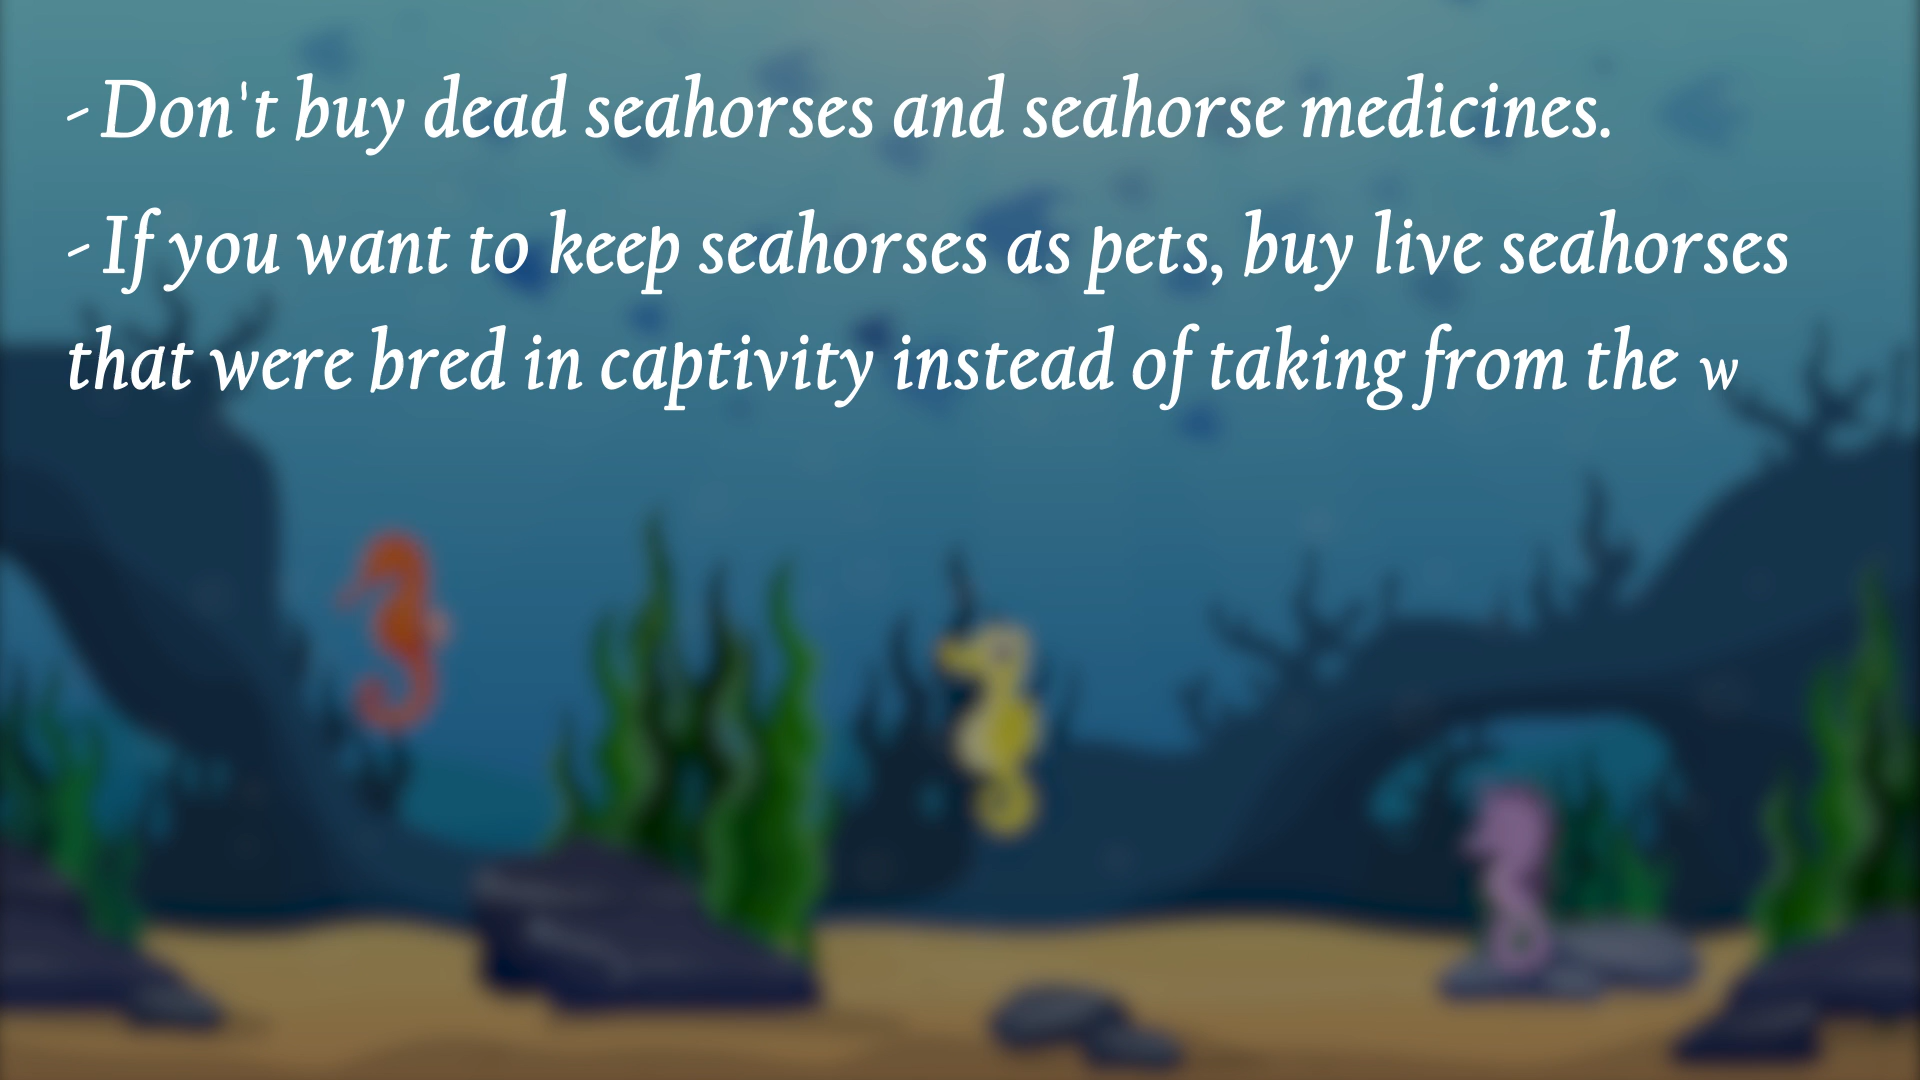 - Don't buy dead seahorses and seahorse medicines.
- If you want to keep seahorses as pets, buy live seahorses
that were bred in captivity instead of taking from the w